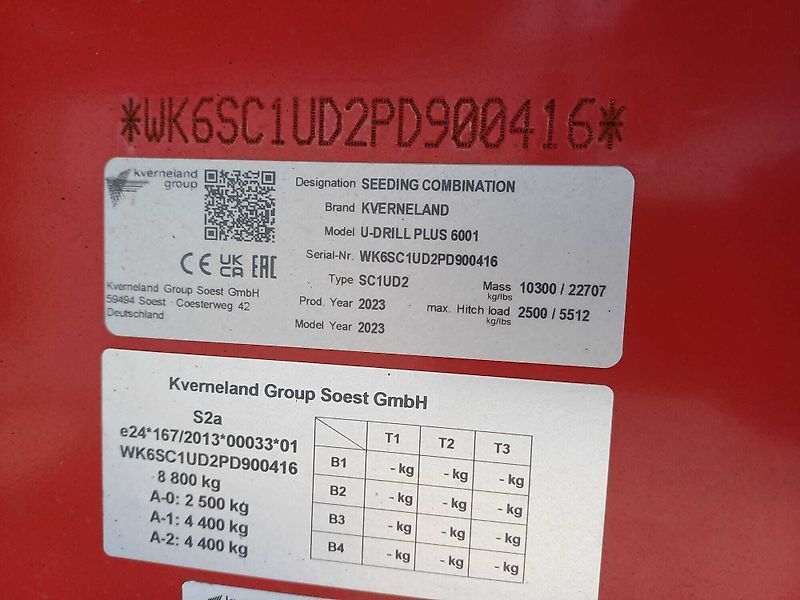 *WK6SC1UD2PD900416*
kverneland
group
Designation SEEDING COMBINATION
Brand KVERNELAND
Model U-DRILL PLUS 6001
Serial-Nr. WK6SC1UD2PD900416
Type SC1UD2
Mass 10300 / 22707
kg/lbs
Prod. Year 2023
max. Hitch load 2500 / 5512
kg/lbs
Model Year 2023
CE UK CA EAC
Kverneland Group Soest GmbH
59494 Soest · Coesterweg 42
Deutschland
Kverneland Group Soest GmbH
S2a
e24*167/2013*00033*01
WK6SC1UD2PD900416
8 800 kg
A-0: 2 500 kg
A-1: 4 400 kg
A-2: 4 400 kg
T1 T2 T3
B1 - kg - kg - kg
B2 - kg - kg - kg
B3 - kg - kg - kg
B4 - kg - kg - kg
kverneland